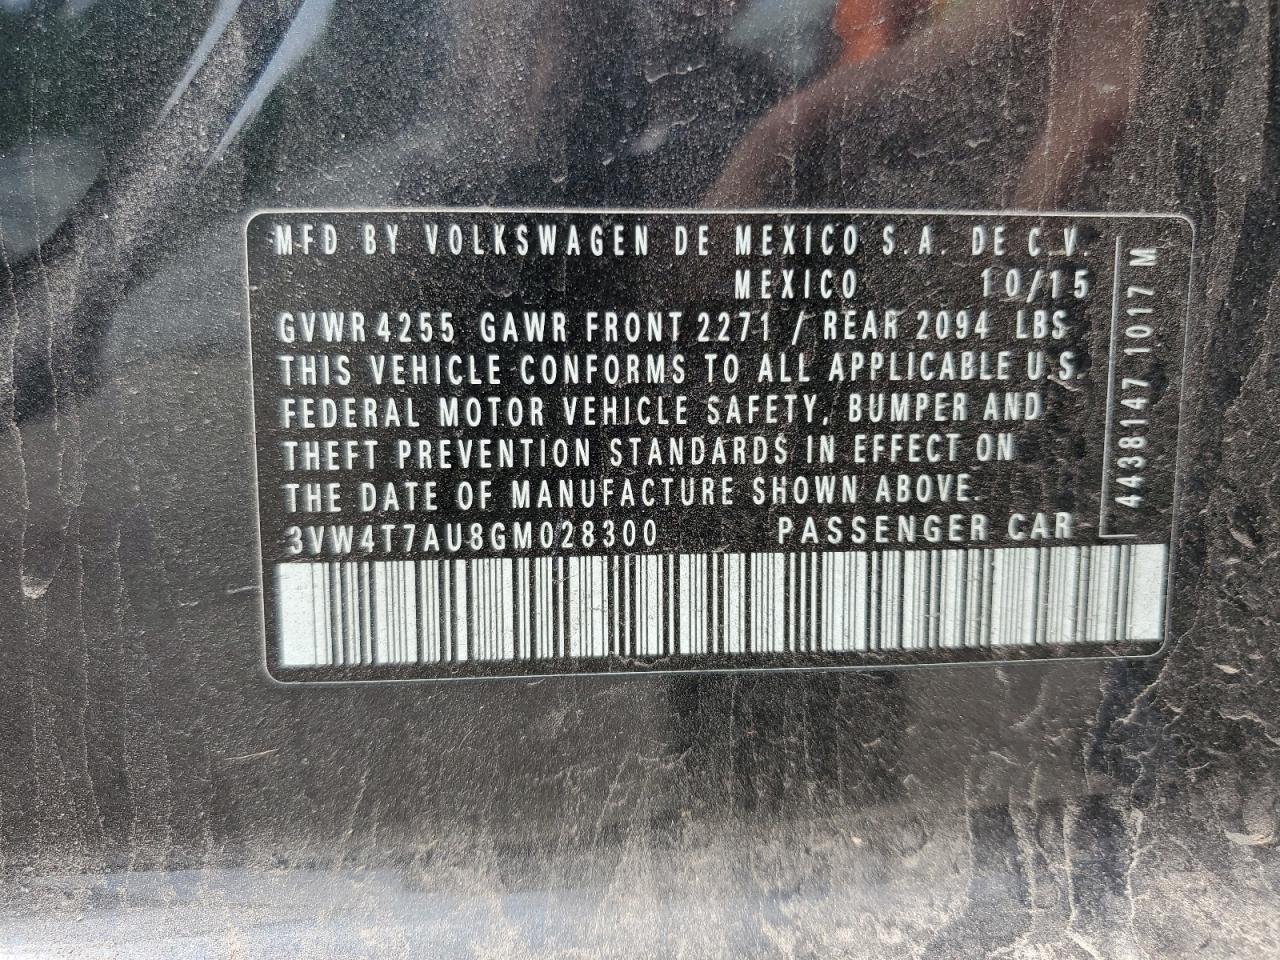 MFD BY VOLKSWAGEN DE MEXICO S.A. DE C.V.
MEXICO 10/15
GVWR 4255 GAWR FRONT 2271 / REAR 2094 LBS
THIS VEHICLE CONFORMS TO ALL APPLICABLE U.S.
FEDERAL MOTOR VEHICLE SAFETY, BUMPER AND
THEFT PREVENTION STANDARDS IN EFFECT ON
THE DATE OF MANUFACTURE SHOWN ABOVE.
3VW4T7AU8GM028300 PASSENGER CAR
4438147 1017 M